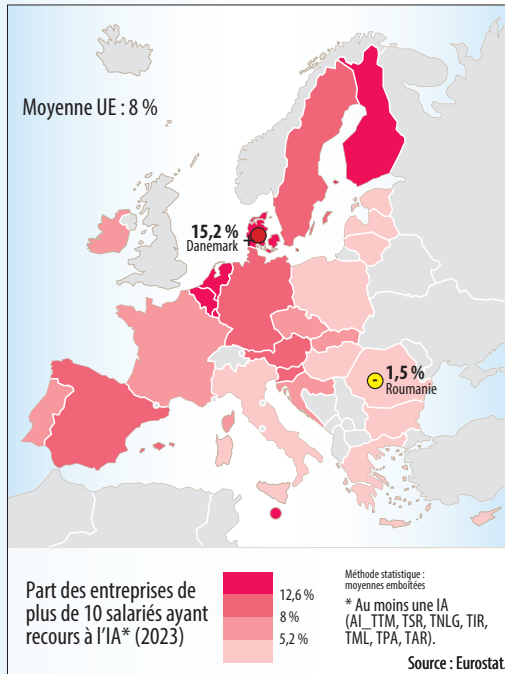 Moyenne UE : 8 %
15,2 %
Danemark
+
1,5 %
Roumanie
-
Part des entreprises de
plus de 10 salariés ayant
recours à l'IA* (2023)
12,6 %
8 %
5,2 %
Méthode statistique :
moyennes emboîtées
* Au moins une IA
(AI_TTM, TSR, TNLG, TIR,
TML, TPA, TAR).
Source : Eurostat.